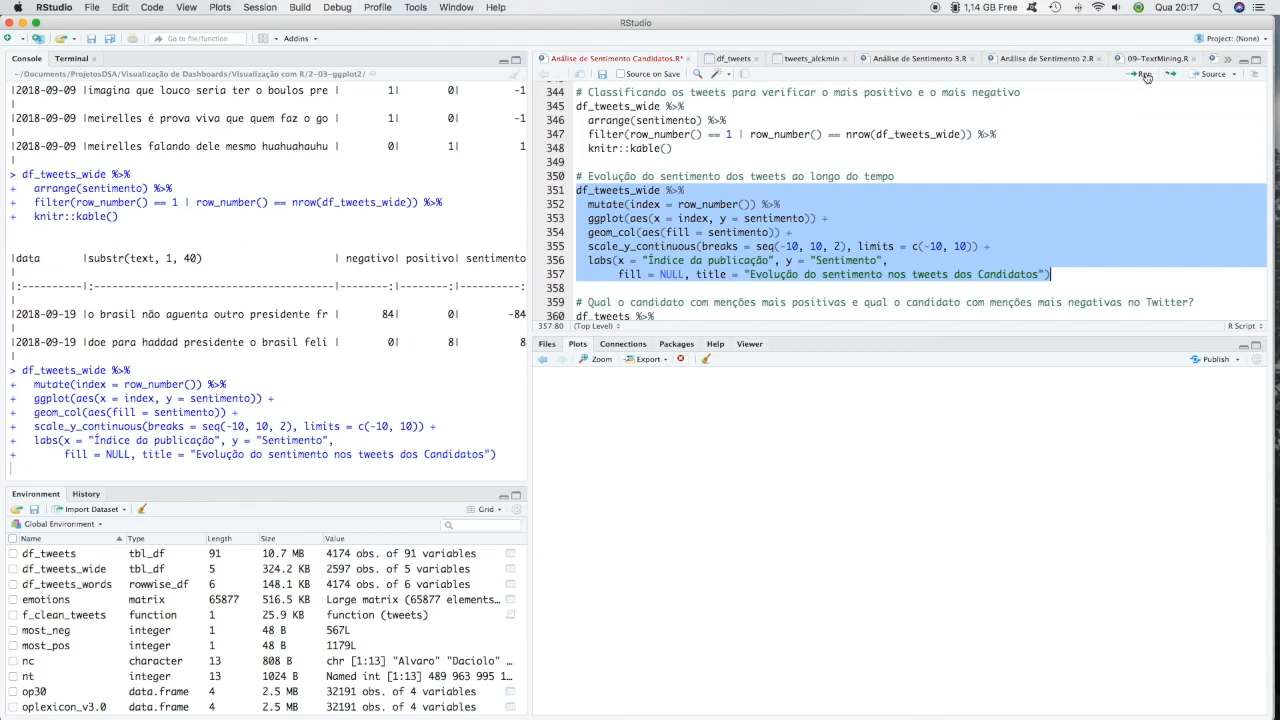 RStudio File Edit Code View Plots Session Build Debug Profile Tools Window Help 1,14 GB Free Qua 20:17
RStudio
Go to file/function Addins Project: (None)
Console Terminal
~/Documents/ProjetosDSA/Visualização de Dashboards/Visualização com R/2-03-ggplot2/
|2018-09-09 |imagina que louco seria ter o boulos pre | 1| 0| -1
|
|2018-09-09 |meirelles é prova viva que quem faz o go | 1| 0| -1
|
|2018-09-09 |meirelles falando dele mesmo huahuahauhu | 0| 1| 1
|
> df_tweets_wide %>%
+ arrange(sentimento) %>%
+ filter(row_number() == 1 | row_number() == nrow(df_tweets_wide)) %>%
+ knitr::kable()
|data |substr(text, 1, 40) | negativo| positivo| sentimento
|
|:----------|:----------------------------------------|--------:|--------:|----------:
|
|2018-09-19 |o brasil não aguenta outro presidente fr | 84| 0| -84
|
|2018-09-19 |doe para haddad presidente o brasil feli | 0| 8| 8
|
> df_tweets_wide %>%
+ mutate(index = row_number()) %>%
+ ggplot(aes(x = index, y = sentimento)) +
+ geom_col(aes(fill = sentimento)) +
+ scale_y_continuous(breaks = seq(-10, 10, 2), limits = c(-10, 10)) +
+ labs(x = "Índice da publicação", y = "Sentimento",
+ fill = NULL, title = "Evolução do sentimento nos tweets dos Candidatos")
Environment History
Import Dataset Grid
Global Environment
Name Type Length Size Value
df_tweets tbl_df 91 10.7 MB 4174 obs. of 91 variables
df_tweets_wide tbl_df 5 324.2 KB 2597 obs. of 5 variables
df_tweets_words rowwise_df 6 148.1 KB 4174 obs. of 6 variables
emotions matrix 65877 516.5 KB Large matrix (65877 elements…
f_clean_tweets function 1 25.9 KB function (tweets)
most_neg integer 1 48 B 567L
most_pos integer 1 48 B 1179L
nc character 13 808 B chr [1:13] "Alvaro" "Daciolo" …
nt integer 13 1024 B Named int [1:13] 489 963 995 1…
op30 data.frame 4 2.5 MB 32191 obs. of 4 variables
oplexicon_v3.0 data.frame 4 2.5 MB 32191 obs. of 4 variables
Análise de Sentimento Candidatos.R* df_tweets tweets_alckmin Análise de Sentimento 3.R Análise de Sentimento 2.R 09-TextMining.R
Source on Save Run Source
344 # Classificando os tweets para verificar o mais positivo e o mais negativo
345 df_tweets_wide %>%
346 arrange(sentimento) %>%
347 filter(row_number() == 1 | row_number() == nrow(df_tweets_wide)) %>%
348 knitr::kable()
349
350 # Evolução do sentimento dos tweets ao longo do tempo
351 df_tweets_wide %>%
352 mutate(index = row_number()) %>%
353 ggplot(aes(x = index, y = sentimento)) +
354 geom_col(aes(fill = sentimento)) +
355 scale_y_continuous(breaks = seq(-10, 10, 2), limits = c(-10, 10)) +
356 labs(x = "Índice da publicação", y = "Sentimento",
357 fill = NULL, title = "Evolução do sentimento nos tweets dos Candidatos")
358
359 # Qual o candidato com menções mais positivas e qual o candidato com menções mais negativas no Twitter?
360 df_tweets %>%
357:80 (Top Level) R Script
Files Plots Connections Packages Help Viewer
Zoom Export Publish